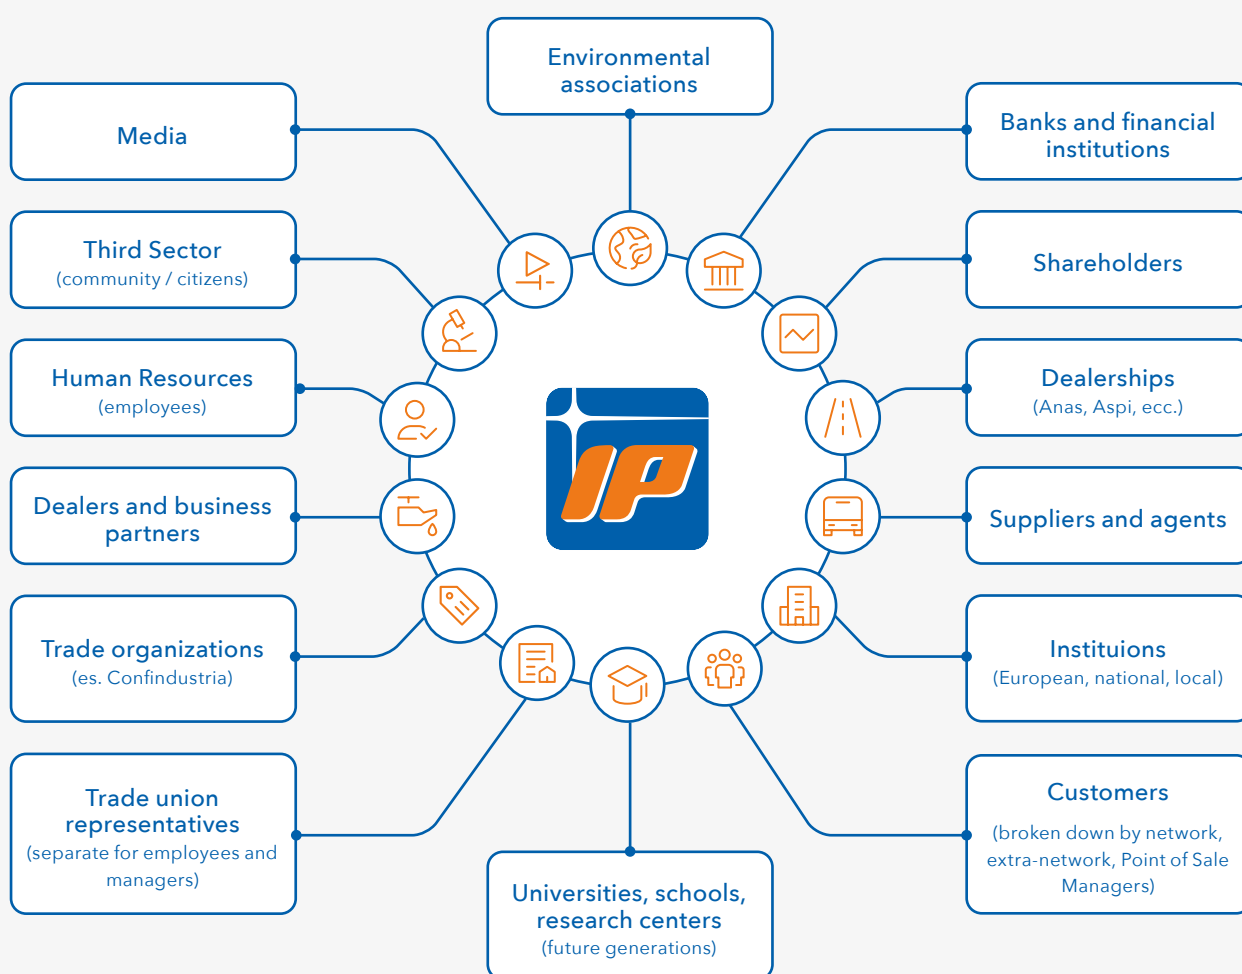 Environmental
associations
Media
Banks and financial
institutions
Third Sector
(community / citizens)
Shareholders
Human Resources
(employees)
Dealerships
(Anas, Aspi, ecc.)
IP
Dealers and business
partners
Suppliers and agents
Trade organizations
(es. Confindustria)
Instituions
(European, national, local)
Trade union
representatives
(separate for employees and
managers)
Customers
(broken down by network,
extra-network, Point of Sale
Managers)
Universities, schools,
research centers
(future generations)